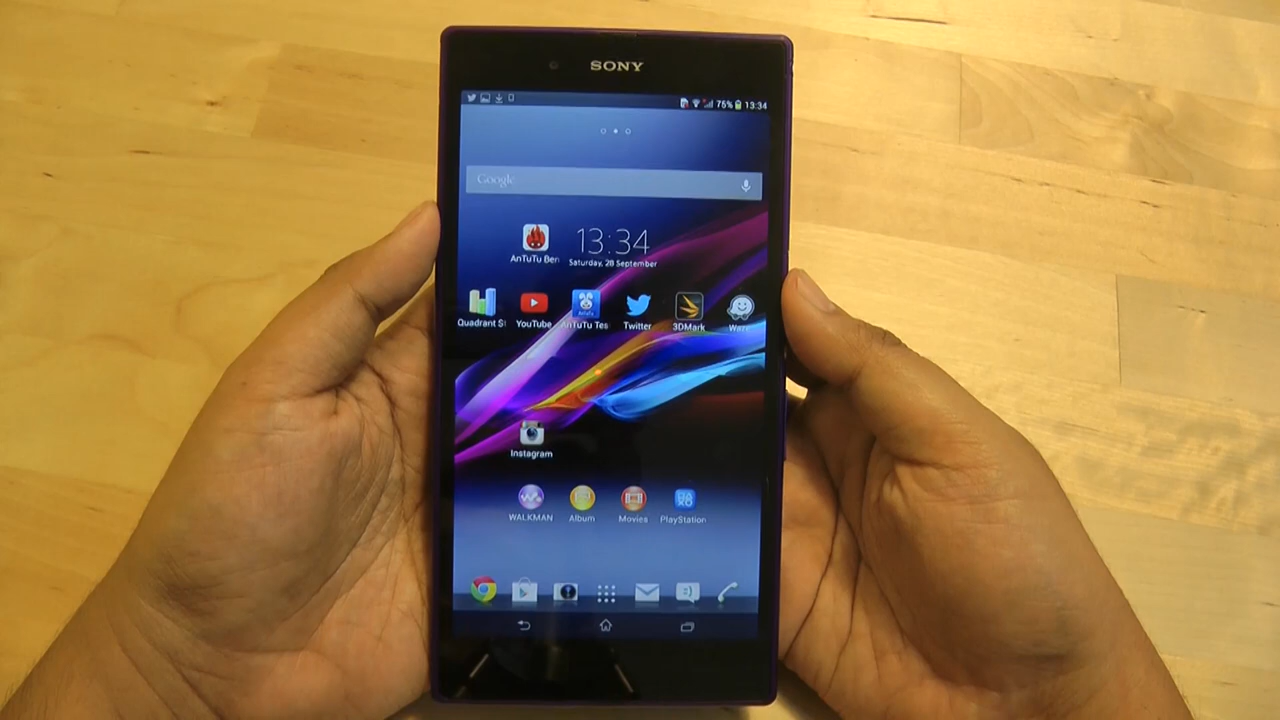 SONY
75% 13:34
Google
13:34
AnTuTu Ben
Saturday, 28 September
Quadrant St
YouTube
AnTuTu Tes
Twitter
3DMark
Waze
Instagram
WALKMAN
Album
Movies
PlayStation